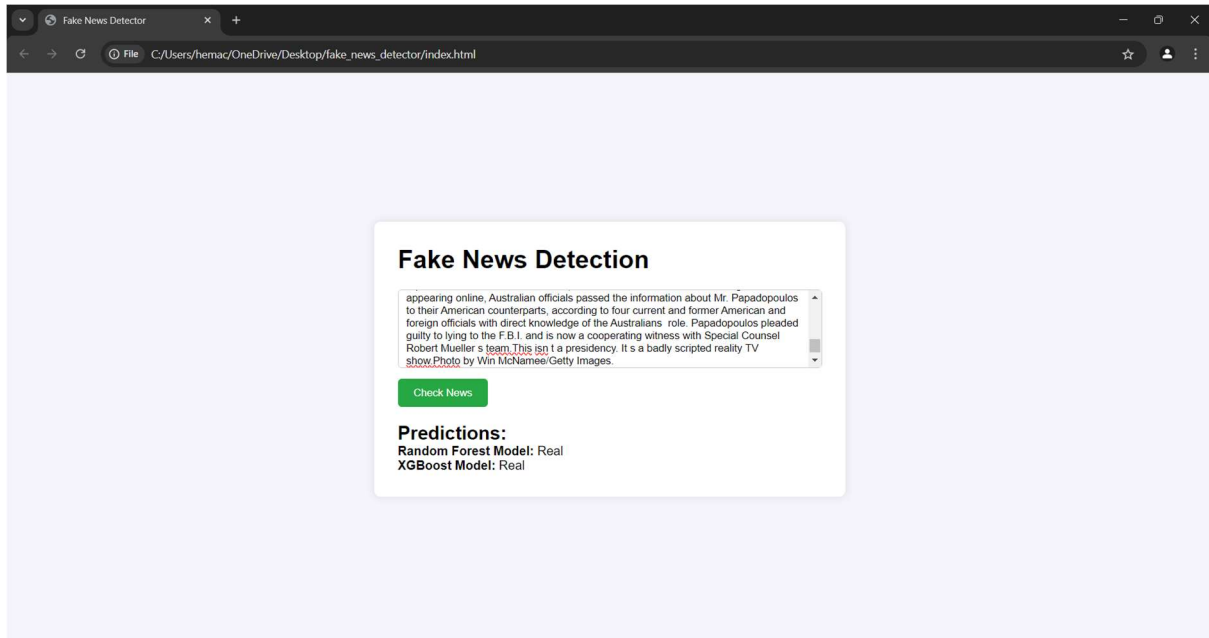 Fake News Detector
File C:/Users/hemac/OneDrive/Desktop/fake_news_detector/index.html
Fake News Detection
appearing online, Australian officials passed the information about Mr. Papadopoulos
to their American counterparts, according to four current and former American and
foreign officials with direct knowledge of the Australians  role. Papadopoulos pleaded
guilty to lying to the F.B.I. and is now a cooperating witness with Special Counsel
Robert Mueller s team.This isn t a presidency. It s a badly scripted reality TV
show.Photo by Win McNamee/Getty Images.
Check News
Predictions:
Random Forest Model: Real
XGBoost Model: Real